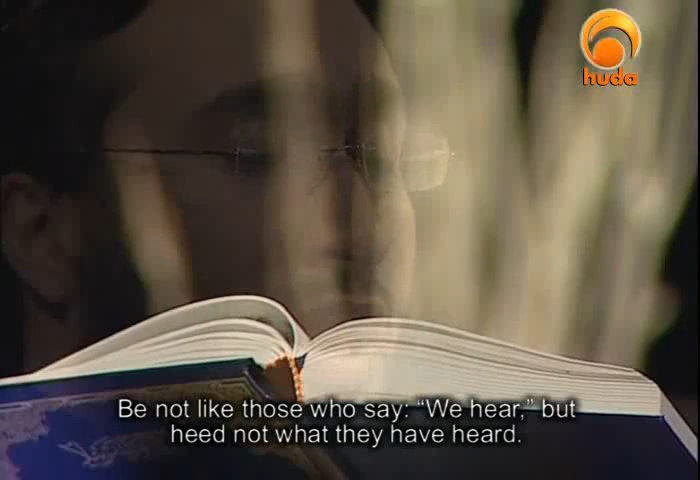 huda
Be not like those who say: “We hear,” but
heed not what they have heard.